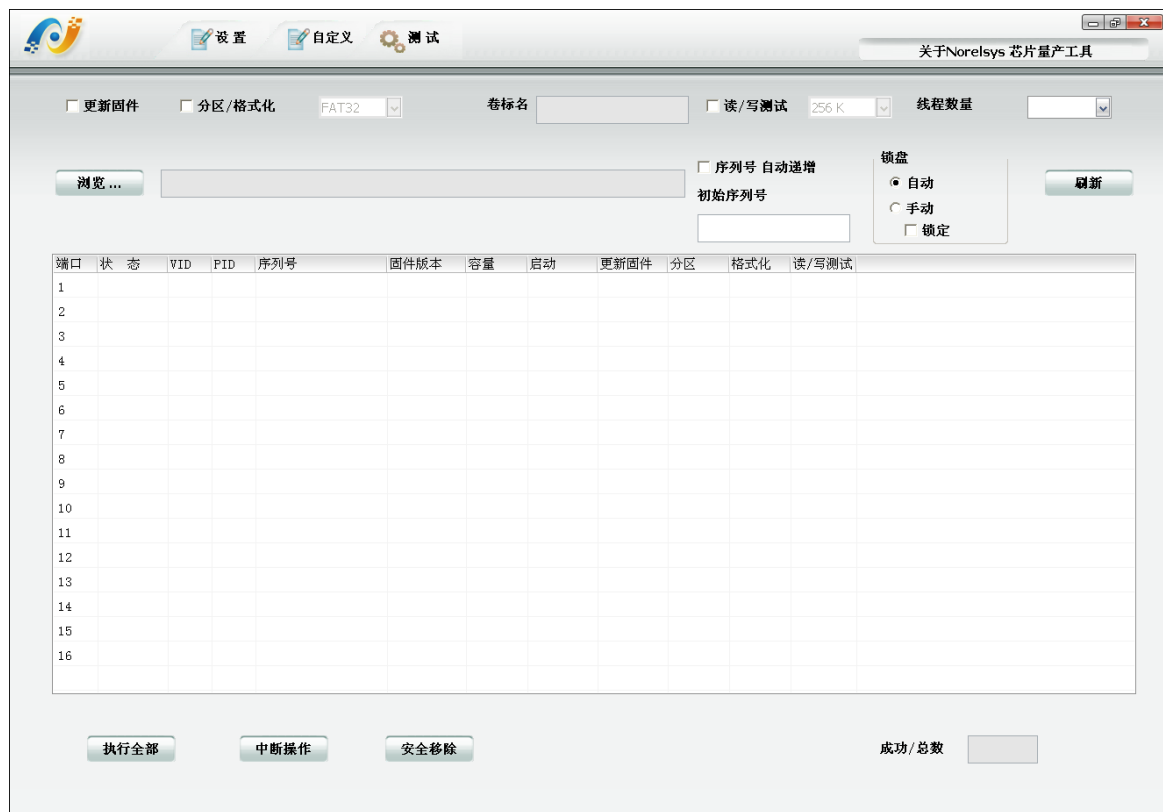 设 置 自定义 测 试
关于Norelsys 芯片量产工具
更新固件 分区/格式化 FAT32 卷标名 读/写测试 256 K 线程数量
浏览 ... 序列号 自动递增 锁盘 刷新
自动
初始序列号
手动
锁定
端口 状 态 VID PID 序列号 固件版本 容量 启动 更新固件 分区 格式化 读/写测试
1
2
3
4
5
6
7
8
9
10
11
12
13
14
15
16
执行全部 中断操作 安全移除 成功/总数